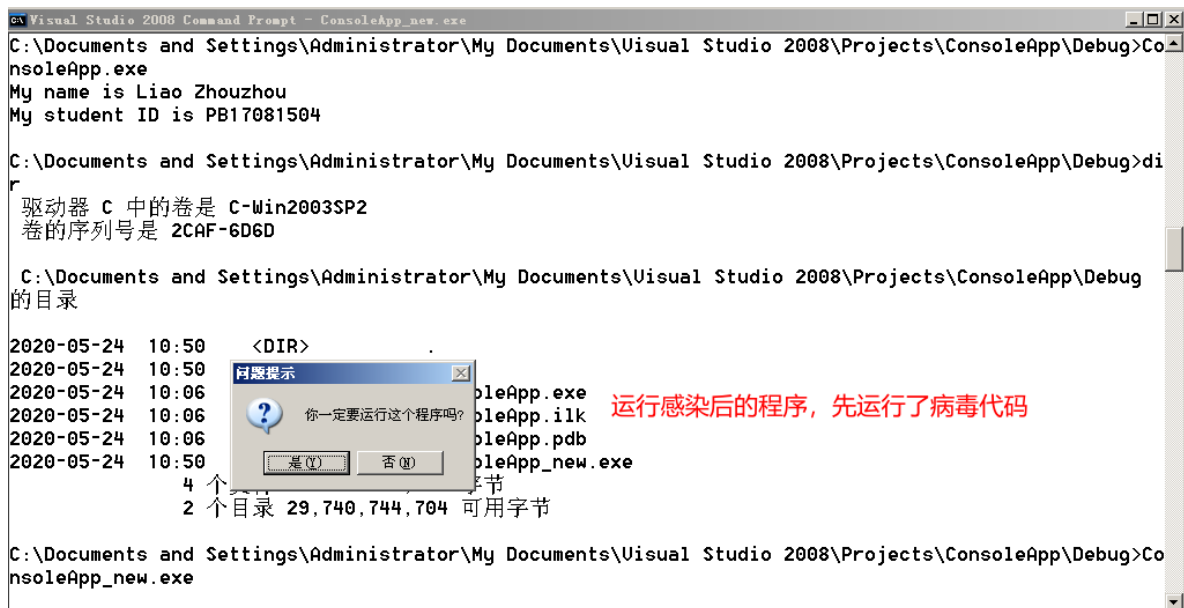 Visual Studio 2008 Command Prompt - ConsoleApp_new.exe
C:\Documents and Settings\Administrator\My Documents\Visual Studio 2008\Projects\ConsoleApp\Debug>Co
nsoleApp.exe
My name is Liao Zhouzhou
My student ID is PB17081504
C:\Documents and Settings\Administrator\My Documents\Visual Studio 2008\Projects\ConsoleApp\Debug>di
r
驱动器 C 中的卷是 C-Win2003SP2
卷的序列号是 2CAF-6D6D
C:\Documents and Settings\Administrator\My Documents\Visual Studio 2008\Projects\ConsoleApp\Debug
的目录
2020-05-24 10:50 <DIR> .
2020-05-24 10:50
2020-05-24 10:06 oleApp.exe
2020-05-24 10:06 oleApp.ilk
2020-05-24 10:06 oleApp.pdb
2020-05-24 10:50 oleApp_new.exe
4 个 字节
2 个目录 29,740,744,704 可用字节
问题提示
你一定要运行这个程序吗?
是(Y) 否(N)
运行感染后的程序，先运行了病毒代码
C:\Documents and Settings\Administrator\My Documents\Visual Studio 2008\Projects\ConsoleApp\Debug>Co
nsoleApp_new.exe